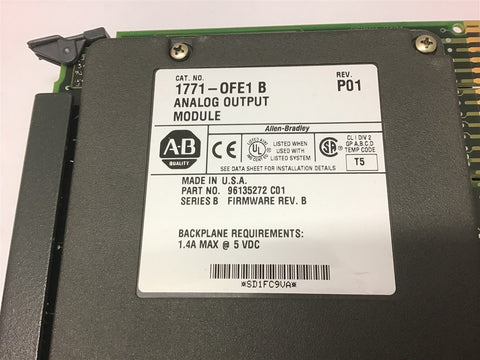 CAT. NO.
REV.
1771-OFE1 B
P01
ANALOG OUTPUT
MODULE
Allen-Bradley
A-B
QUALITY
CE
UL
LISTED WHEN
USED WITH
LISTED SYSTEM
SA
CL I DIV 2
GP A,B,C,D
TEMP CODE
T5
SEE DATA SHEET FOR INSTALLATION DETAILS.
MADE IN U.S.A.
PART NO. 96135272 C01
SERIES B FIRMWARE REV. B
BACKPLANE REQUIREMENTS:
1.4A MAX @ 5 VDC
*SD1FC9VA*